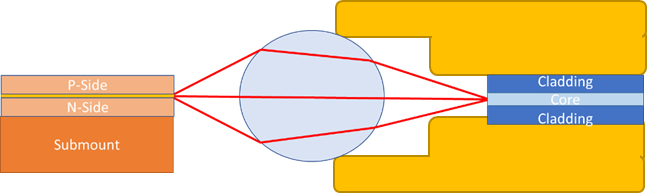 P-Side
N-Side
Submount
Cladding
Core
Cladding